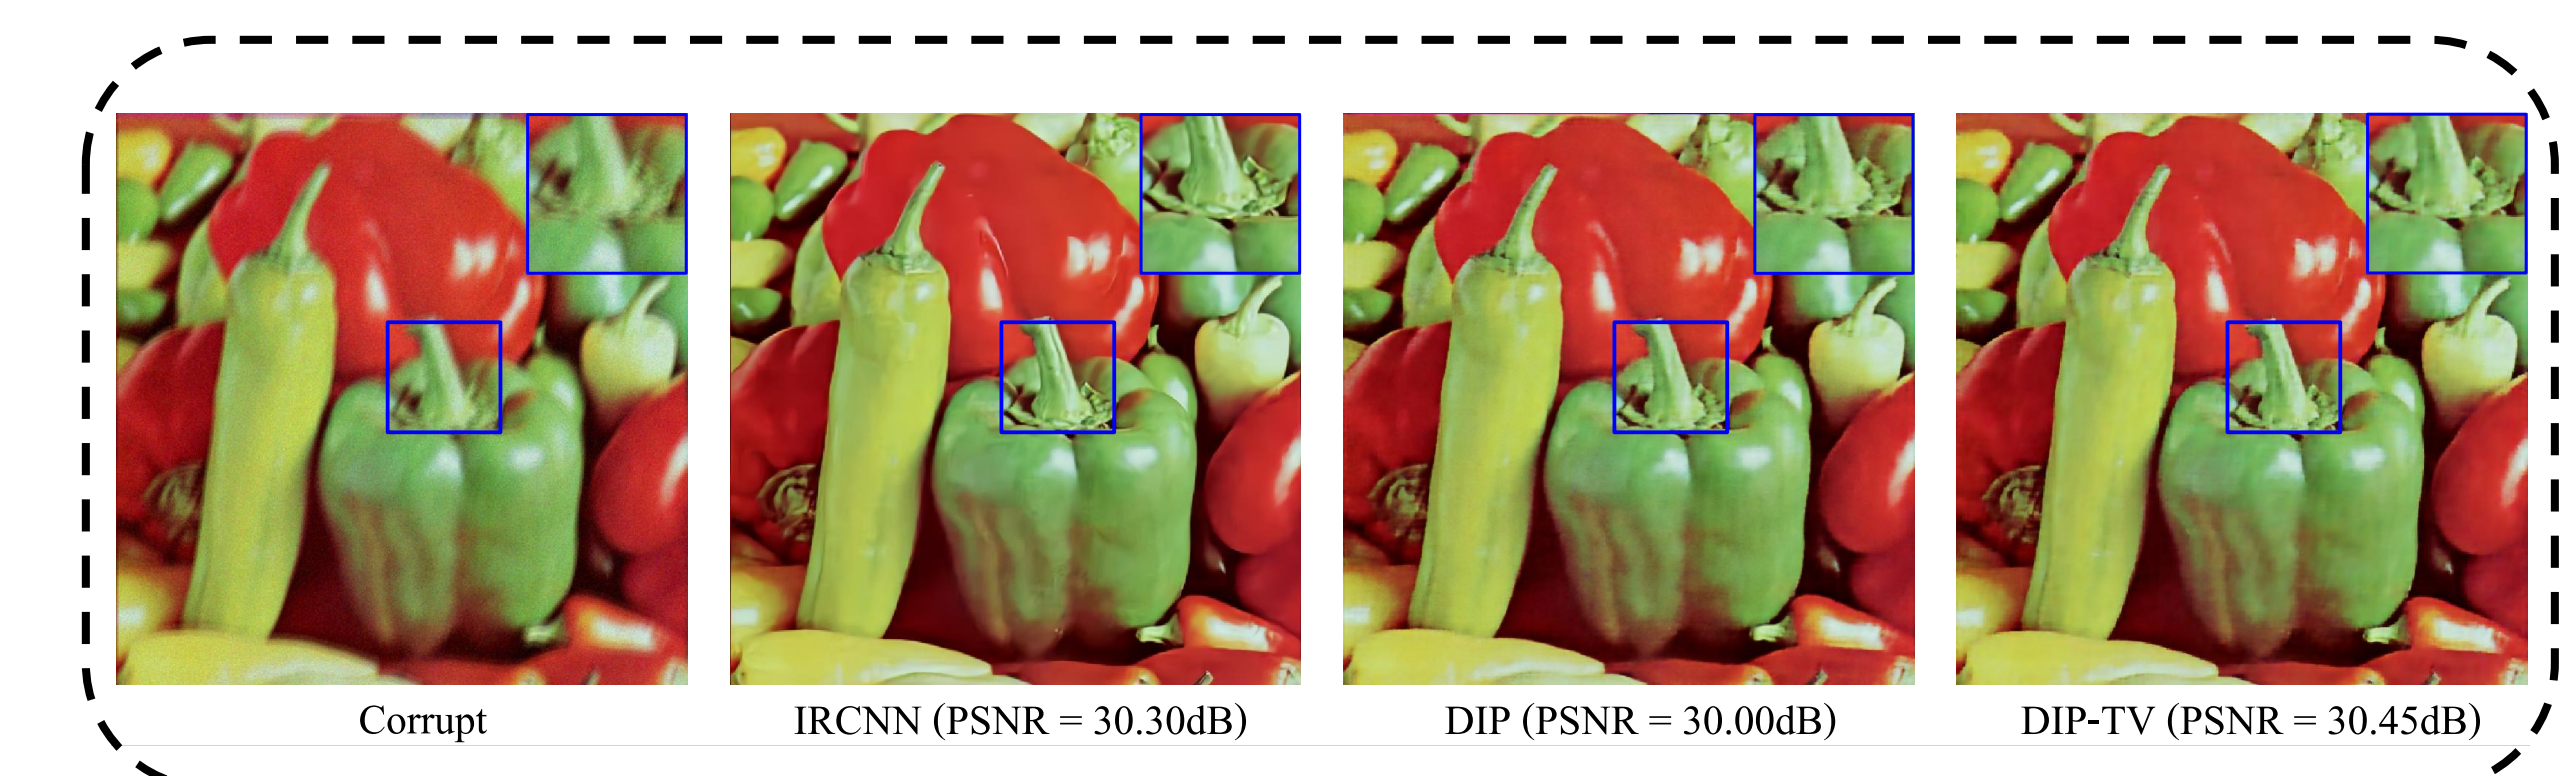 Corrupt
IRCNN (PSNR = 30.30dB)
DIP (PSNR = 30.00dB)
DIP-TV (PSNR = 30.45dB)